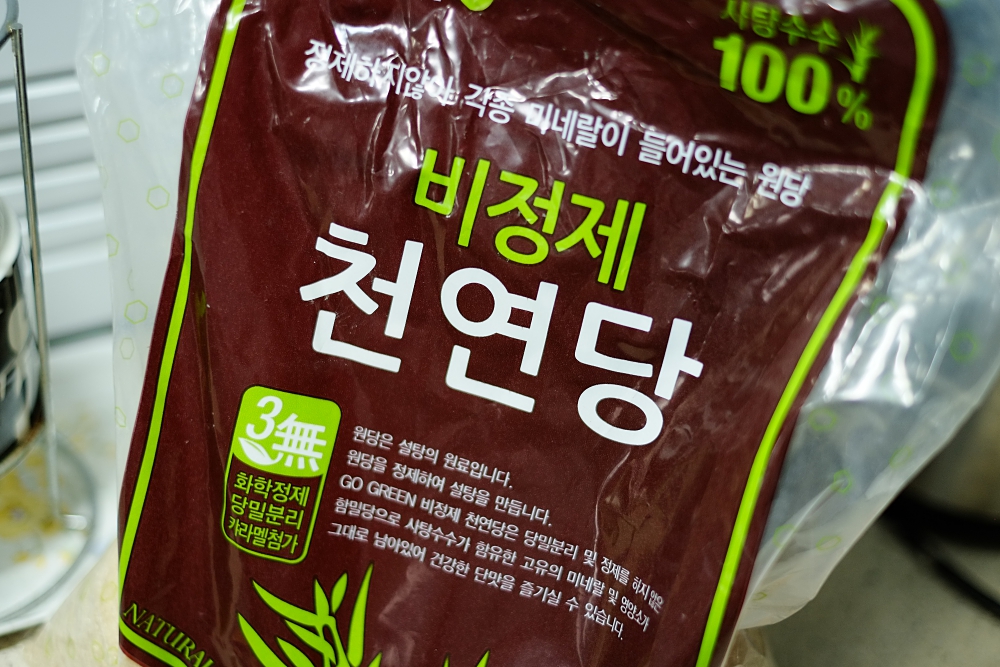 사탕수수
100%
정제하지않아 각종 미네랄이 들어있는 원당
비정제
천연당
3無
화학정제
당밀분리
캬라멜첨가
원당은 설탕의 원료입니다.
원당을 정제하여 설탕을 만듭니다.
GO GREEN 비정제 천연당은 당밀분리 및 정제를 하지 않은
함밀당으로 사탕수수가 함유한 고유의 미네랄 및 영양소가
그대로 남아있어 건강한 단맛을 즐기실 수 있습니다.
NATURAL